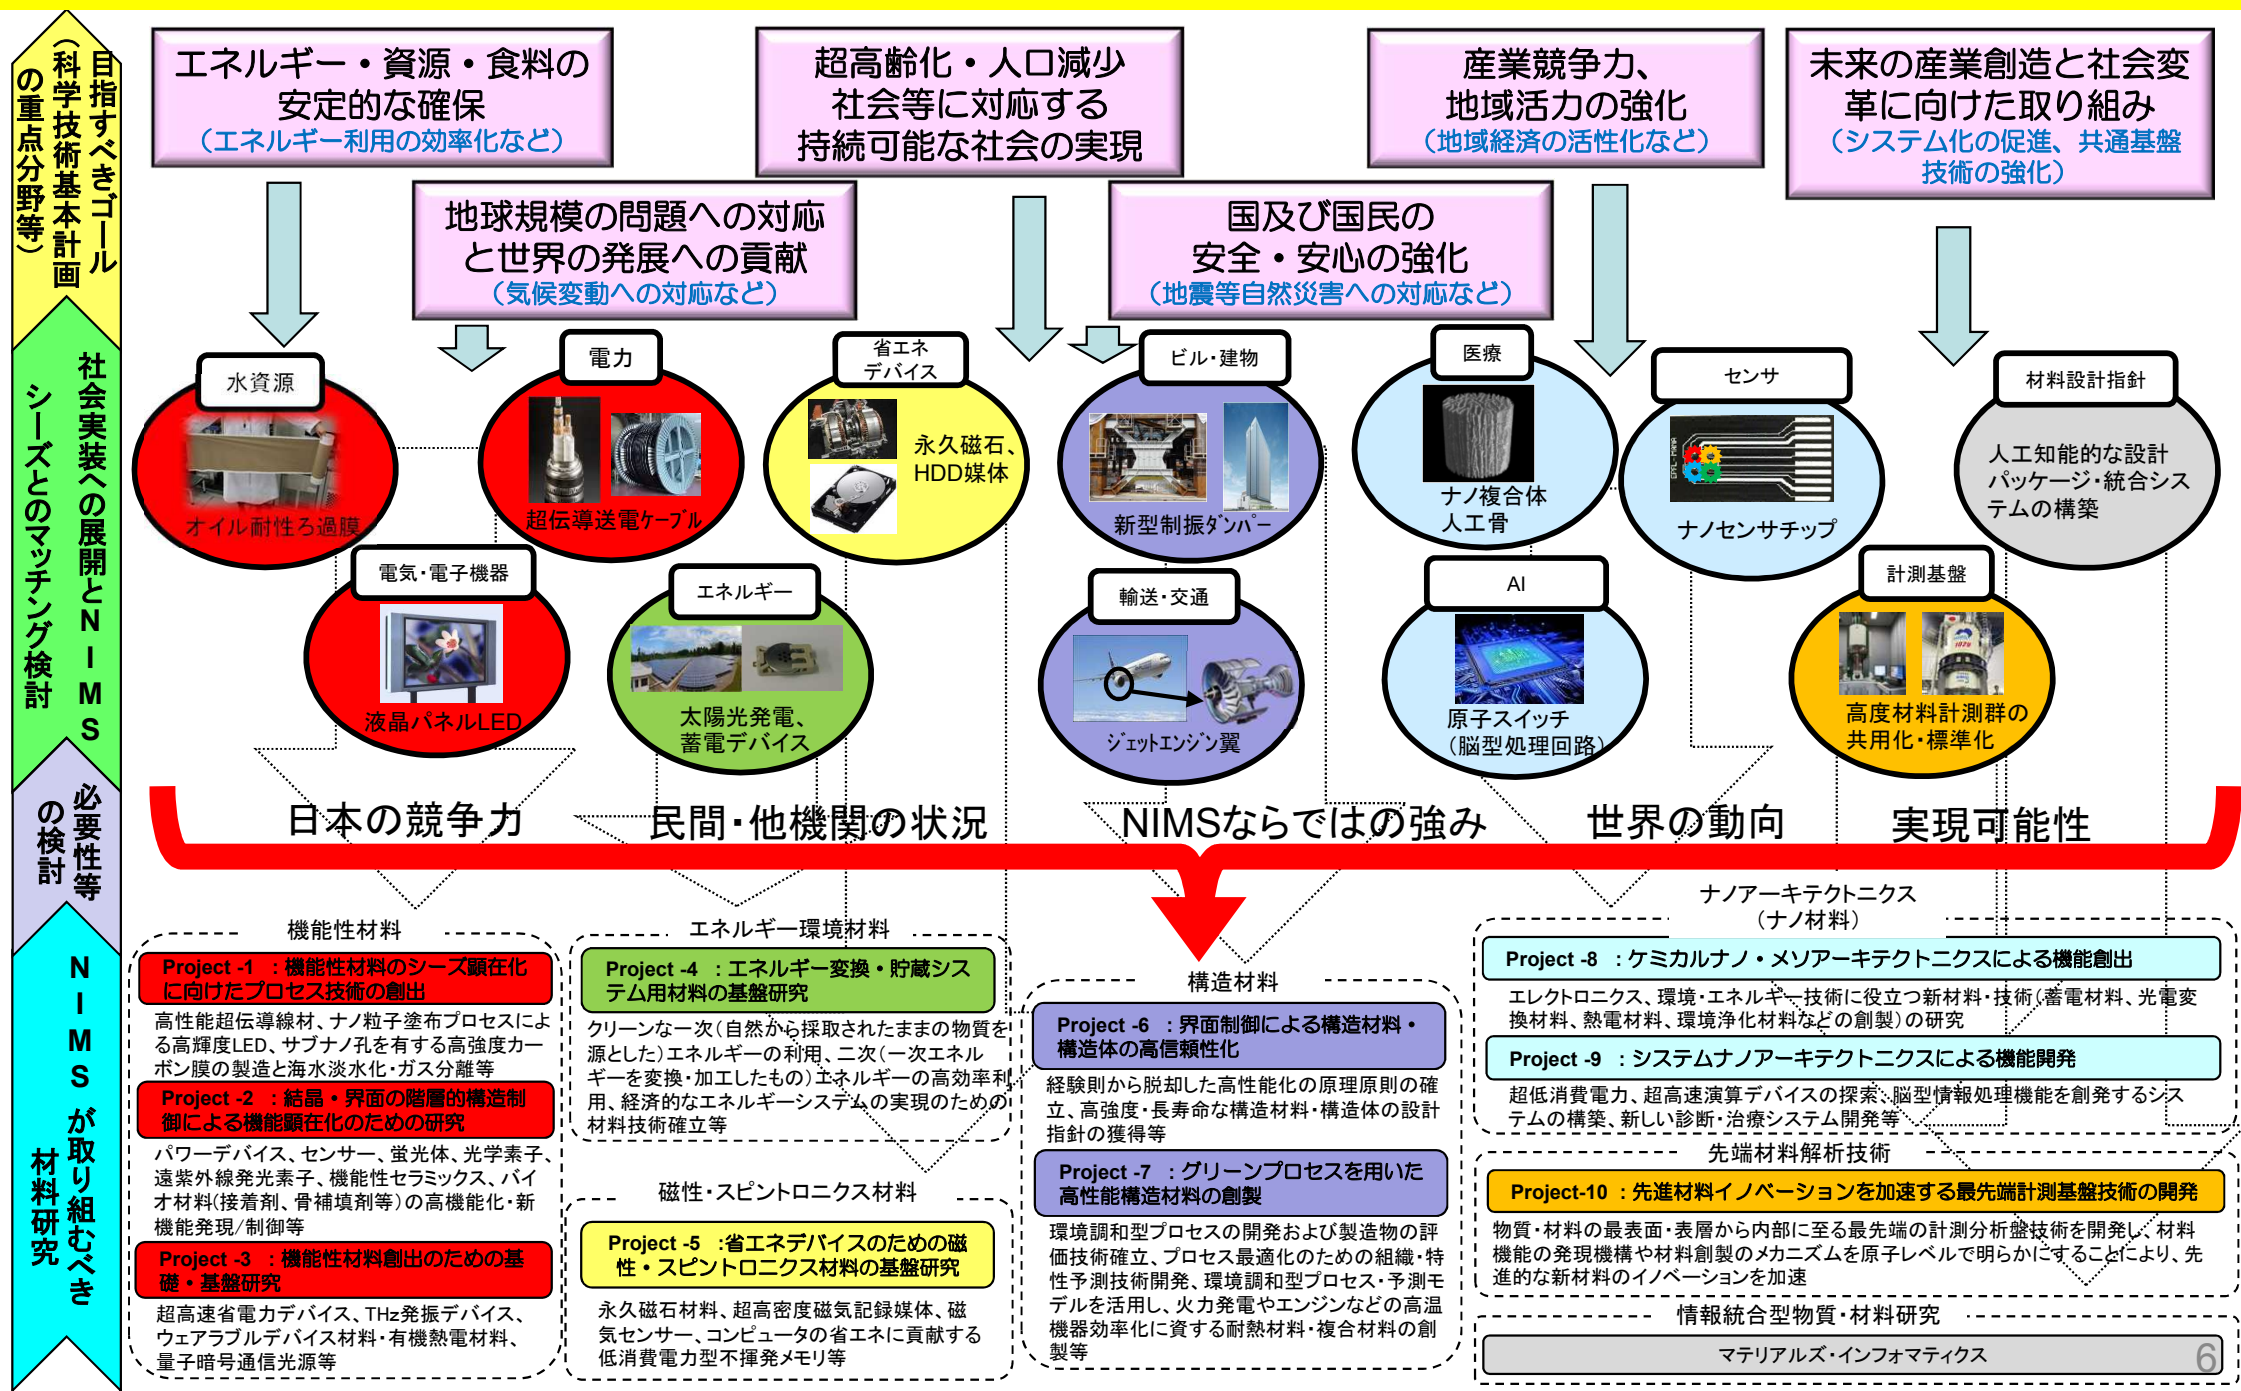 目指すべきゴール
（科学技術基本計画
の重点分野等）
エネルギー・資源・食料の
安定的な確保
（エネルギー利用の効率化など）
超高齢化・人口減少
社会等に対応する
持続可能な社会の実現
産業競争力、
地域活力の強化
（地域経済の活性化など）
未来の産業創造と社会変
革に向けた取り組み
（システム化の促進、共通基盤
技術の強化）
地球規模の問題への対応
と世界の発展への貢献
（気候変動への対応など）
国及び国民の
安全・安心の強化
（地震等自然災害への対応など）
社会実装への展開とNIMS
シーズとのマッチング検討
水資源
オイル耐性ろ過膜
電力
超伝導送電ケーブル
省エネ
デバイス
永久磁石、
HDD媒体
ビル・建物
新型制振ダンパー
医療
ナノ複合体
人工骨
センサ
ナノセンサチップ
材料設計指針
人工知能的な設計
パッケージ・統合シス
テムの構築
電気・電子機器
液晶パネルLED
エネルギー
太陽光発電、
蓄電デバイス
輸送・交通
ジェットエンジン翼
AI
原子スイッチ
（脳型処理回路）
計測基盤
高度材料計測群の
共用化・標準化
必要性等
の検討
日本の競争力
民間・他機関の状況
NIMSならではの強み
世界の動向
実現可能性
NIMSが取り組むべき
材料研究
機能性材料
Project -1 ：機能性材料のシーズ顕在化
に向けたプロセス技術の創出
高性能超伝導線材、ナノ粒子塗布プロセスによ
る高輝度LED、サブナノ孔を有する高強度カー
ボン膜の製造と海水淡水化・ガス分離等
Project -2 ：結晶・界面の階層的構造制
御による機能顕在化のための研究
パワーデバイス、センサー、蛍光体、光学素子、
遠紫外線発光素子、機能性セラミックス、バイ
オ材料(接着剤、骨補填剤等）の高機能化・新
機能発現/制御等
Project -3 ：機能性材料創出のための基
礎・基盤研究
超高速省電力デバイス、THz発振デバイス、
ウェアラブルデバイス材料・有機熱電材料、
量子暗号通信光源等
エネルギー環境材料
Project -4 ：エネルギー変換・貯蔵シス
テム用材料の基盤研究
クリーンな一次（自然から採取されたままの物質を
源とした）エネルギーの利用、二次（一次エネル
ギーを変換・加工したもの）エネルギーの高効率利
用、経済的なエネルギーシステムの実現のための
材料技術確立等
磁性・スピントロニクス材料
Project -5 ：省エネデバイスのための磁
性・スピントロニクス材料の基盤研究
永久磁石材料、超高密度磁気記録媒体、磁
気センサー、コンピュータの省エネに貢献する
低消費電力型不揮発メモリ等
構造材料
Project -6 ：界面制御による構造材料・
構造体の高信頼性化
経験則から脱却した高性能化の原理原則の確
立、高強度・長寿命な構造材料・構造体の設計
指針の獲得等
Project -7 ：グリーンプロセスを用いた
高性能構造材料の創製
環境調和型プロセスの開発および製造物の評
価技術確立、プロセス最適化のための組織・特
性予測技術開発、環境調和型プロセス・予測モ
デルを活用し、火力発電やエンジンなどの高温
機器効率化に資する耐熱材料・複合材料の創
製等
ナノアーキテクトニクス
（ナノ材料）
Project -8 ：ケミカルナノ・メソアーキテクトニクスによる機能創出
エレクトロニクス、環境・エネルギー技術に役立つ新材料・技術（蓄電材料、光電変
換材料、熱電材料、環境浄化材料などの創製）の研究
Project -9 ：システムナノアーキテクトニクスによる機能開発
超低消費電力、超高速演算デバイスの探索、脳型情報処理機能を創発するシス
テムの構築、新しい診断・治療システム開発等
先端材料解析技術
Project-10 ：先進材料イノベーションを加速する最先端計測基盤技術の開発
物質・材料の最表面・表層から内部に至る最先端の計測分析盤技術を開発し、材料
機能の発現機構や材料創製のメカニズムを原子レベルで明らかにすることにより、先
進的な新材料のイノベーションを加速
情報統合型物質・材料研究
マテリアルズ・インフォマティクス
6